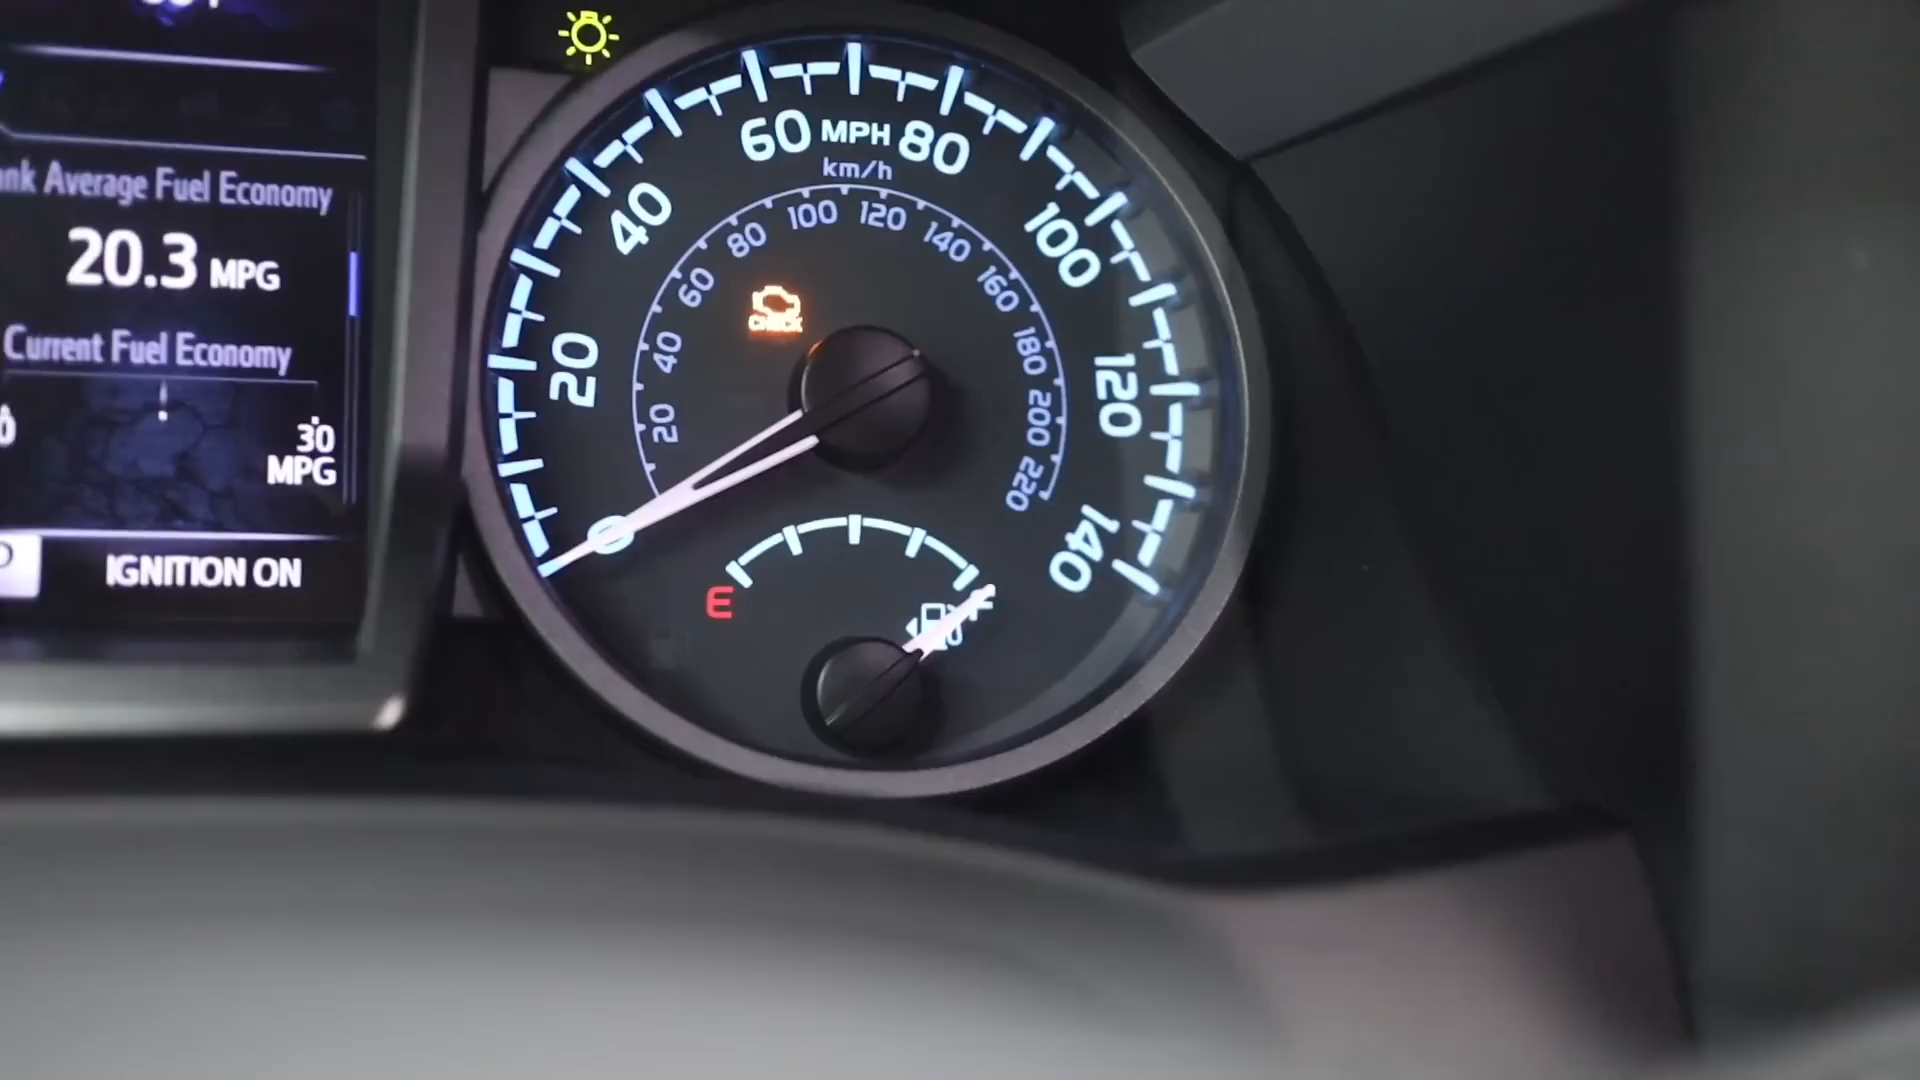 Average Fuel Economy
20.3 MPG
Current Fuel Economy
30
MPG
IGNITION ON
MPH
km/h
0
20
40
60
80
100
120
140
20
40
60
80
100
120
140
160
180
200
220
CHECK
E